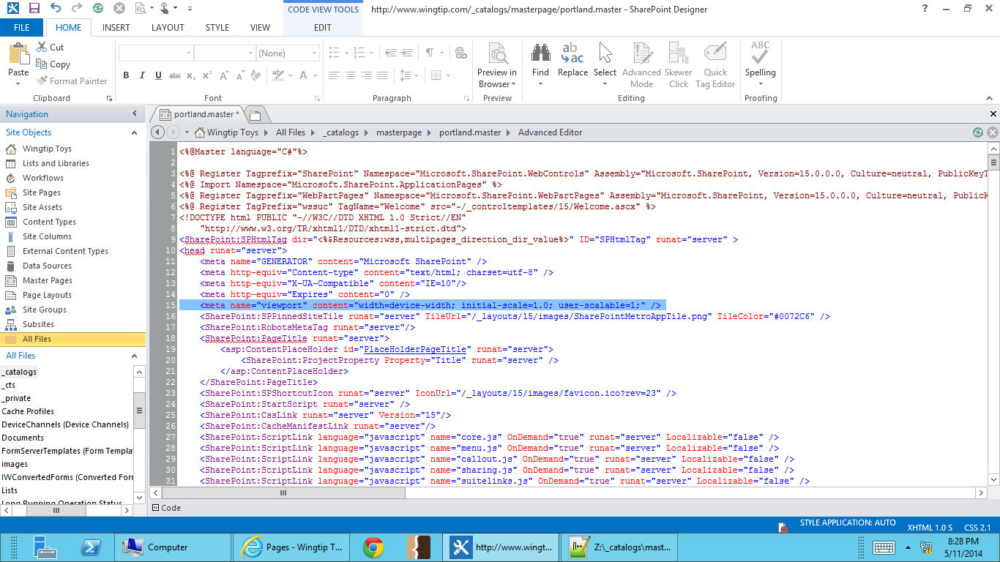 CODE VIEW TOOLS
http://www.wingtip.com/_catalogs/masterpage/portland.master - SharePoint Designer
FILE HOME INSERT LAYOUT STYLE VIEW EDIT
Paste
Cut
Copy
Format Painter
Clipboard
(None)
B I U abc x₂ x² A A
A
Font
Paragraph
Preview in Browser
Preview
Find
Replace
Select
Advanced Mode
Skewer Click
Quick Tag Editor
Editing
ABC
Spelling
Proofing
Navigation
Site Objects
Wingtip Toys
Lists and Libraries
Workflows
Site Pages
Site Assets
Content Types
Site Columns
External Content Types
Data Sources
Master Pages
Page Layouts
Site Groups
Subsites
All Files
All Files
_catalogs
_cts
_private
Cache Profiles
DeviceChannels (Device Channels)
Documents
FormServerTemplates (Form Templat
images
IWConvertedForms (Converted Forr
Lists
Long Running Operation Status
portland.master *
Wingtip Toys All Files _catalogs masterpage portland.master Advanced Editor
1 <%@Master language="C#"%>
2
3 <%@ Register Tagprefix="SharePoint" Namespace="Microsoft.SharePoint.WebControls" Assembly="Microsoft.SharePoint, Version=15.0.0.0, Culture=neutral, PublicKeyT
4 <%@ Import Namespace="Microsoft.SharePoint.ApplicationPages" %>
5 <%@ Register Tagprefix="WebPartPages" Namespace="Microsoft.SharePoint.WebPartPages" Assembly="Microsoft.SharePoint, Version=15.0.0.0, Culture=neutral, PublicK
6 <%@ Register TagPrefix="wssuc" TagName="Welcome" src="~/_controltemplates/15/Welcome.ascx" %>
7 <!DOCTYPE html PUBLIC "-//W3C//DTD XHTML 1.0 Strict//EN"
8 "http://www.w3.org/TR/xhtml1/DTD/xhtml1-strict.dtd">
9 <SharePoint:SPHtmlTag dir="<%$Resources:wss,multipages_direction_dir_value%>" ID="SPHtmlTag" runat="server" >
10 <head runat="server">
11 <meta name="GENERATOR" content="Microsoft SharePoint" />
12 <meta http-equiv="Content-type" content="text/html; charset=utf-8" />
13 <meta http-equiv="X-UA-Compatible" content="IE=10"/>
14 <meta http-equiv="Expires" content="0" />
15 <meta name="viewport" content="width=device-width; initial-scale=1.0; user-scalable=1;" />
16 <SharePoint:SPPinnedSiteTile runat="server" TileUrl="/_layouts/15/images/SharePointMetroAppTile.png" TileColor="#0072C6" />
17 <SharePoint:RobotsMetaTag runat="server"/>
18 <SharePoint:PageTitle runat="server">
19 <asp:ContentPlaceHolder id="PlaceHolderPageTitle" runat="server">
20 <SharePoint:ProjectProperty Property="Title" runat="server" />
21 </asp:ContentPlaceHolder>
22 </SharePoint:PageTitle>
23 <SharePoint:SPShortcutIcon runat="server" IconUrl="/_layouts/15/images/favicon.ico?rev=23" />
24 <SharePoint:StartScript runat="server" />
25 <SharePoint:CssLink runat="server" Version="15"/>
26 <SharePoint:CacheManifestLink runat="server"/>
27 <SharePoint:ScriptLink language="javascript" name="core.js" OnDemand="true" runat="server" Localizable="false" />
28 <SharePoint:ScriptLink language="javascript" name="menu.js" OnDemand="true" runat="server" Localizable="false" />
29 <SharePoint:ScriptLink language="javascript" name="callout.js" OnDemand="true" runat="server" Localizable="false" />
30 <SharePoint:ScriptLink language="javascript" name="sharing.js" OnDemand="true" runat="server" Localizable="false" />
31 <SharePoint:ScriptLink language="javascript" name="suitelinks.js" OnDemand="true" runat="server" Localizable="false" />
Code
STYLE APPLICATION: AUTO XHTML 1.0 S CSS 2.1
Computer
Pages - Wingtip T...
http://www.wingt...
Z:\_catalogs\mast...
8:28 PM
5/11/2014